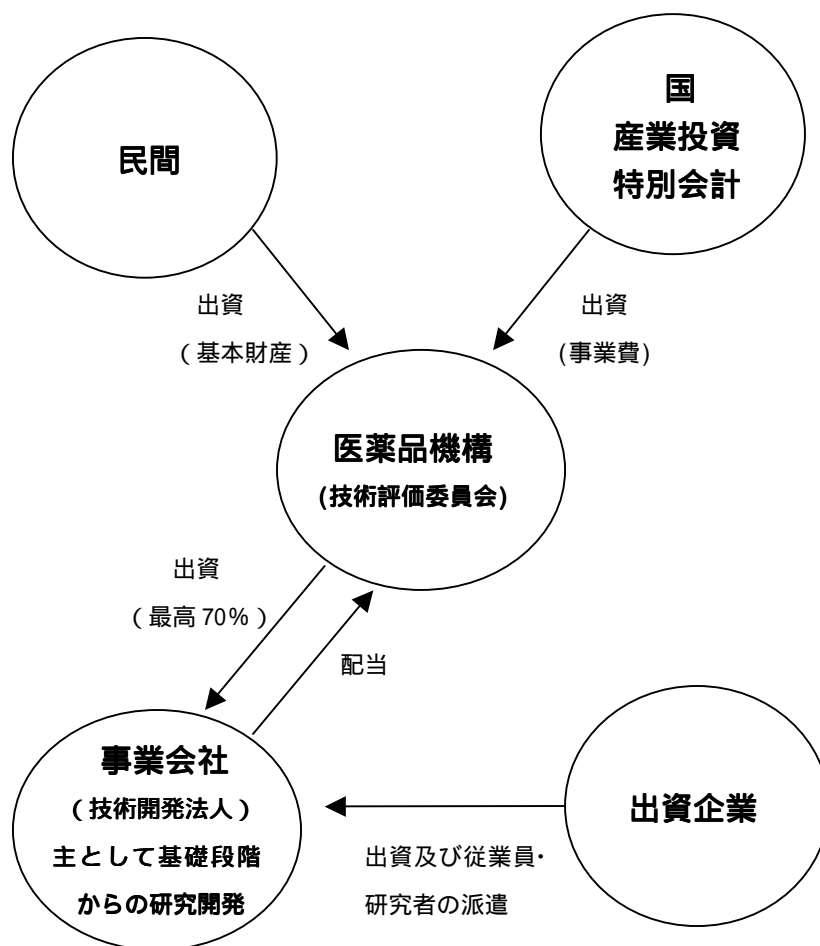 民間
国
産業投資
特別会計
出資
（基本財産）
出資
(事業費)
医薬品機構
(技術評価委員会)
出資
（最高 70％）
配当
事業会社
（技術開発法人）
主として基礎段階
からの研究開発
出資企業
出資及び従業員・
研究者の派遣